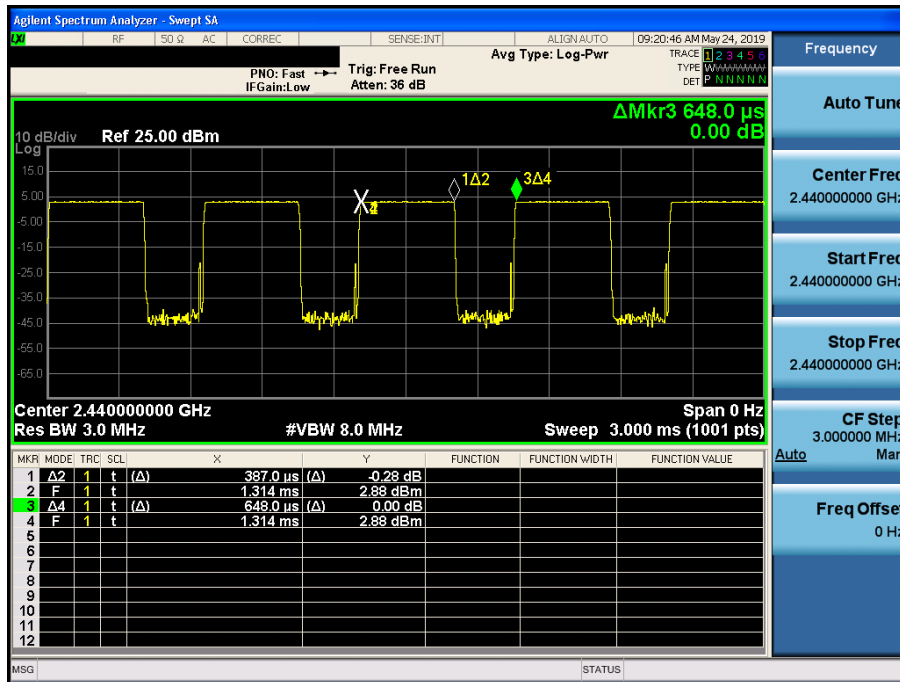 Agilent Spectrum Analyzer - Swept SA
LXI RF 50 Ω AC CORREC SENSE:INT ALIGN AUTO 09:20:46 AM May 24, 2019
Frequency
PNO: Fast
IFGain:Low
Trig: Free Run
Atten: 36 dB
Avg Type: Log-Pwr
TRACE 1 2 3 4 5 6
TYPE WWWWWW
DET P N N N N N
Auto Tune
ΔMkr3 648.0 µs
0.00 dB
10 dB/div Ref 25.00 dBm
Log
15.0
5.00
-5.00
-15.0
-25.0
-35.0
-45.0
-55.0
-65.0
X
1Δ2
3Δ4
Center Freq
2.440000000 GHz
Start Freq
2.440000000 GHz
Stop Freq
2.440000000 GHz
Center 2.440000000 GHz Span 0 Hz
Res BW 3.0 MHz #VBW 8.0 MHz Sweep 3.000 ms (1001 pts)
CF Step
3.000000 MHz
Auto Man
Freq Offset
0 Hz
MKR MODE TRC SCL X Y FUNCTION FUNCTION WIDTH FUNCTION VALUE
1 Δ2 1 t (Δ) 387.0 µs (Δ) -0.28 dB
2 F 1 t 1.314 ms 2.88 dBm
3 Δ4 1 t (Δ) 648.0 µs (Δ) 0.00 dB
4 F 1 t 1.314 ms 2.88 dBm
5
6
7
8
9
10
11
12
MSG STATUS